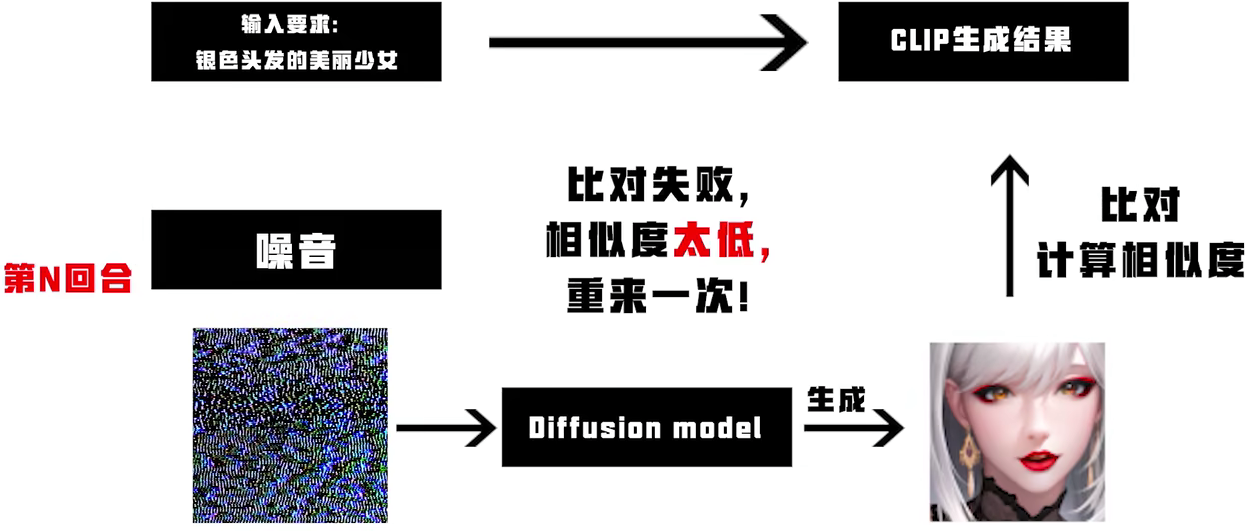 输入要求:
银色头发的美丽少女
CLIP生成结果
比对失败,
相似度太低,
重来一次!
比对
计算相似度
噪音
第N回合
Diffusion model
生成